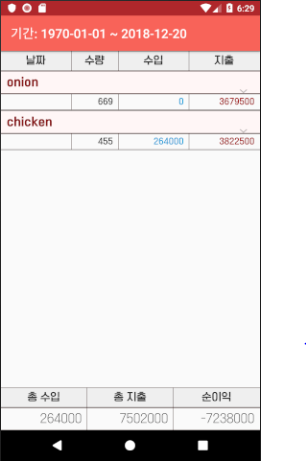 6:29
기간: 1970-01-01 ~ 2018-12-20
날짜 수량 수입 지출
onion
669 0 3679500
chicken
455 264000 3822500
총 수입 총 지출 순이익
264000 7502000 -7238000